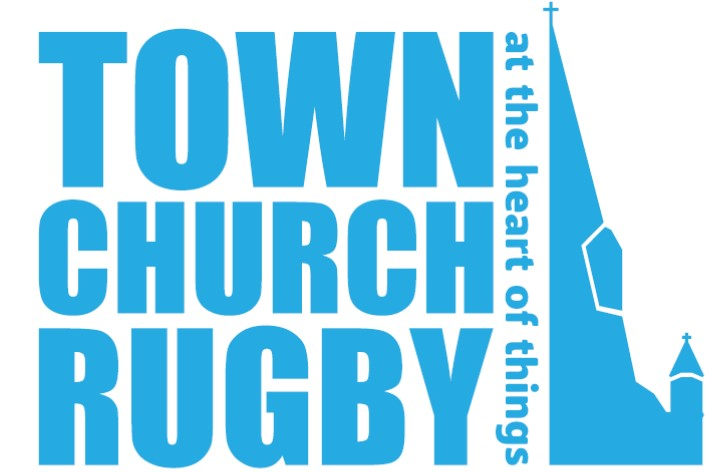 TOWN
CHURCH
RUGBY
at the heart of things